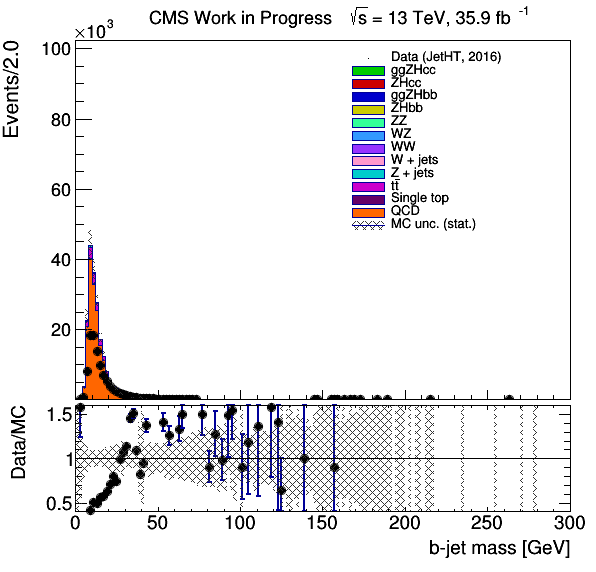 CMS Work in Progress √s = 13 TeV, 35.9 fb⁻¹
×10³
Events/2.0
100
80
60
40
20
Data (JetHT, 2016)
ggZHcc
ZHcc
ggZHbb
ZHbb
ZZ
WZ
WW
W + jets
Z + jets
tt̄
Single top
QCD
MC unc. (stat.)
Data/MC
1.5
1
0.5
0 50 100 150 200 250 300
b-jet mass [GeV]